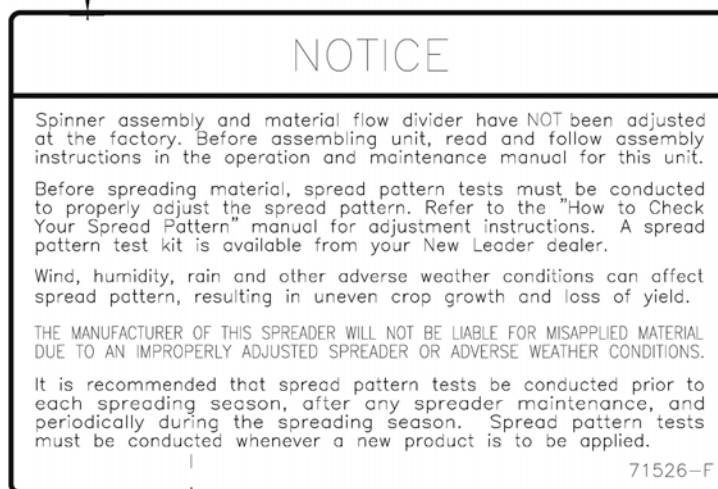 NOTICE
Spinner assembly and material flow divider have NOT been adjusted
at the factory. Before assembling unit, read and follow assembly
instructions in the operation and maintenance manual for this unit.
Before spreading material, spread pattern tests must be conducted
to properly adjust the spread pattern. Refer to the "How to Check
Your Spread Pattern" manual for adjustment instructions. A spread
pattern test kit is available from your New Leader dealer.
Wind, humidity, rain and other adverse weather conditions can affect
spread pattern, resulting in uneven crop growth and loss of yield.
THE MANUFACTURER OF THIS SPREADER WILL NOT BE LIABLE FOR MISAPPLIED MATERIAL
DUE TO AN IMPROPERLY ADJUSTED SPREADER OR ADVERSE WEATHER CONDITIONS.
It is recommended that spread pattern tests be conducted prior to
each spreading season, after any spreader maintenance, and
periodically during the spreading season. Spread pattern tests
must be conducted whenever a new product is to be applied.
71526-F